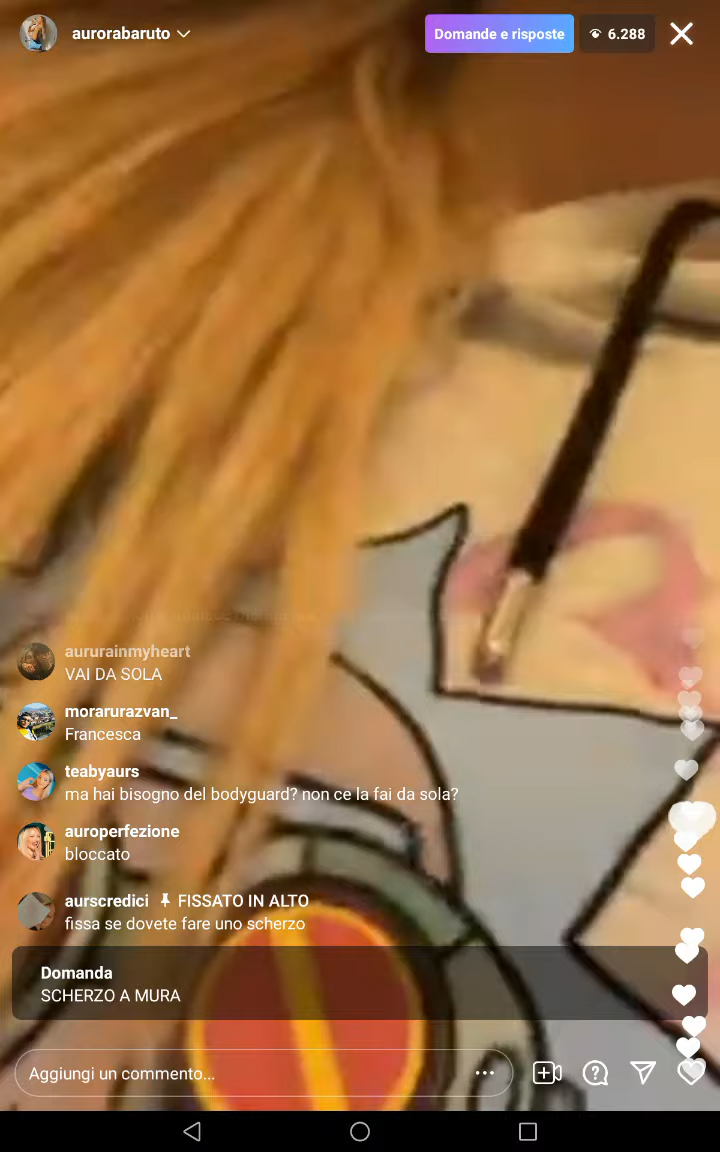 aurorabaruto
Domande e risposte
6.288
aururainmyheart
VAI DA SOLA
morarurazvan_
Francesca
teabyaurs
ma hai bisogno del bodyguard? non ce la fai da sola?
auroperfezione
bloccato
aurscredici FISSATO IN ALTO
fissa se dovete fare uno scherzo
Domanda
SCHERZO A MURA
Aggiungi un commento...